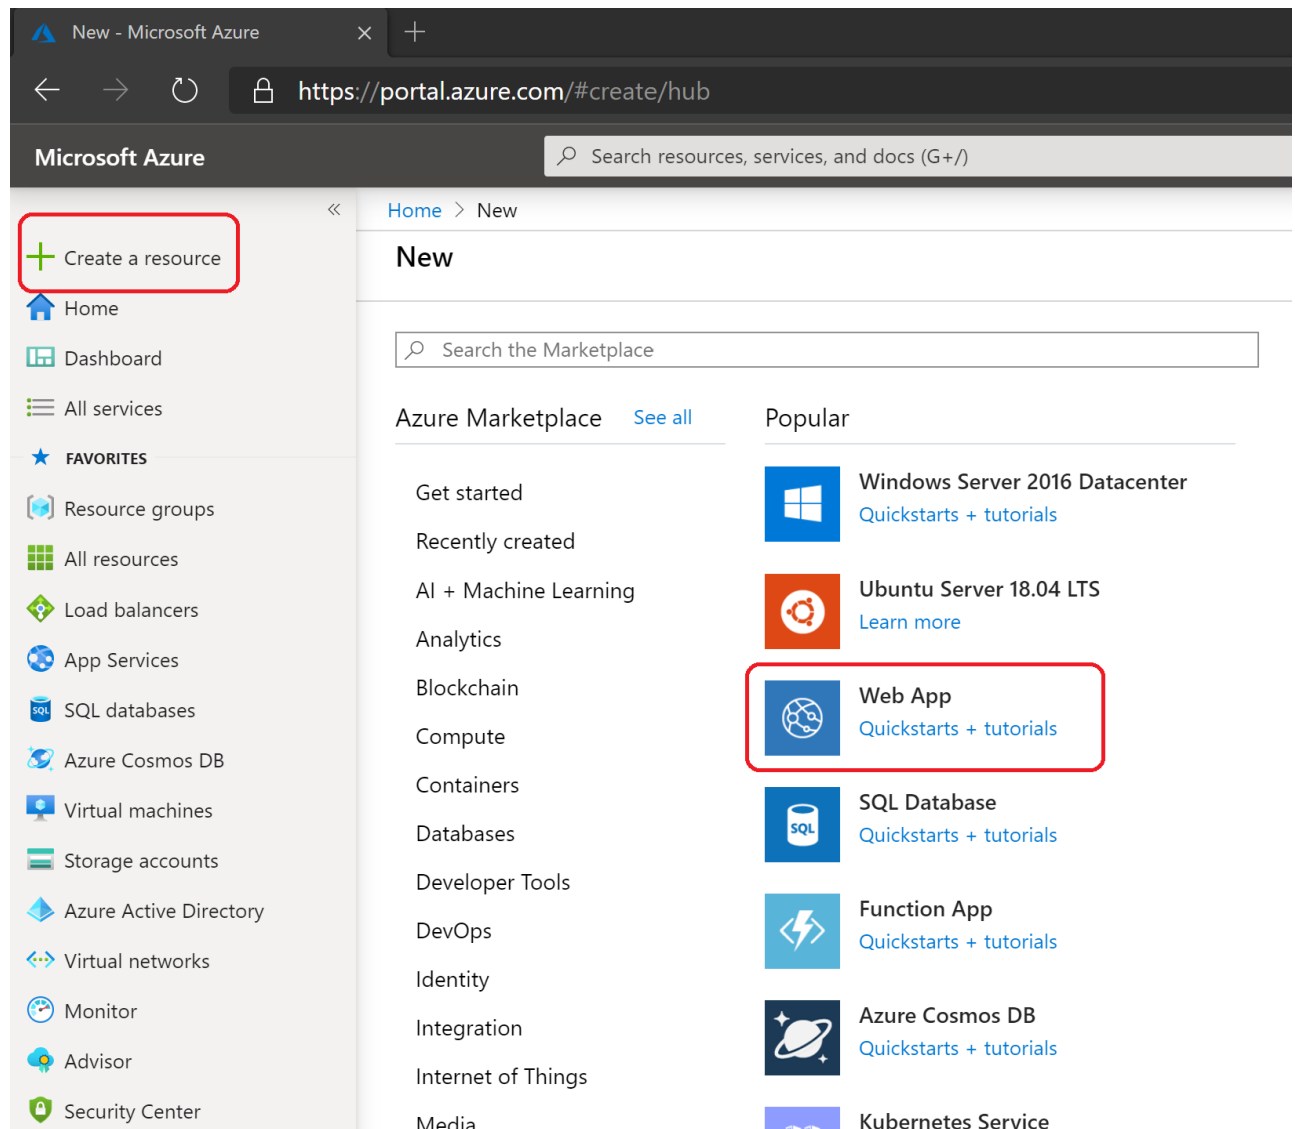 New - Microsoft Azure
https://portal.azure.com/#create/hub
Microsoft Azure
Search resources, services, and docs (G+/)
Create a resource
Home
Dashboard
All services
FAVORITES
Resource groups
All resources
Load balancers
App Services
SQL
SQL databases
Azure Cosmos DB
Virtual machines
Storage accounts
Azure Active Directory
Virtual networks
Monitor
Advisor
Security Center
Home > New
New
Search the Marketplace
Azure Marketplace
See all
Get started
Recently created
AI + Machine Learning
Analytics
Blockchain
Compute
Containers
Databases
Developer Tools
DevOps
Identity
Integration
Internet of Things
Media
Popular
Windows Server 2016 Datacenter
Quickstarts + tutorials
Ubuntu Server 18.04 LTS
Learn more
Web App
Quickstarts + tutorials
SQL
SQL Database
Quickstarts + tutorials
Function App
Quickstarts + tutorials
Azure Cosmos DB
Quickstarts + tutorials
Kubernetes Service